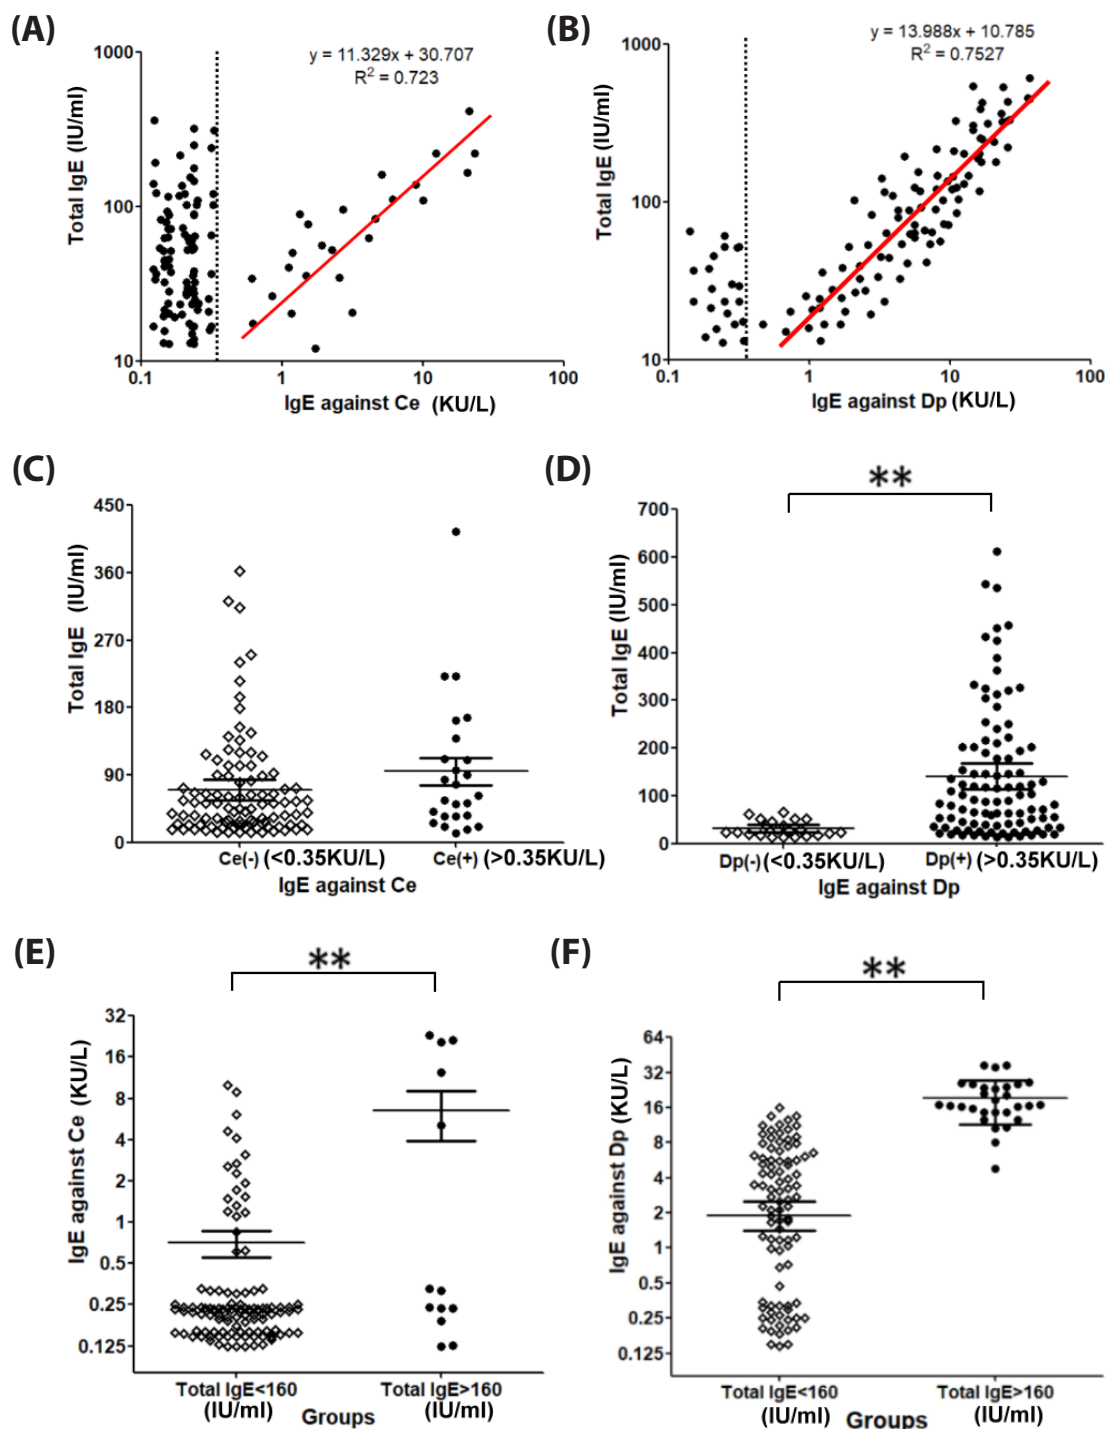 (A)
y = 11.329x + 30.707
R² = 0.723
Total IgE (IU/ml)
1000
100
10
0.1
1
10
100
IgE against Ce (KU/L)
(B)
y = 13.988x + 10.785
R² = 0.7527
Total IgE (IU/ml)
1000
100
10
0.1
1
10
100
IgE against Dp (KU/L)
(C)
Total IgE (IU/ml)
450
360
270
180
90
0
Ce(-) (<0.35KU/L)
Ce(+) (>0.35KU/L)
IgE against Ce
(D)
**
Total IgE (IU/ml)
700
600
500
400
300
200
100
0
Dp(-) (<0.35KU/L)
Dp(+) (>0.35KU/L)
IgE against Dp
(E)
**
IgE against Ce (KU/L)
32
16
8
4
2
1
0.5
0.25
0.125
Total IgE<160
(IU/ml)
Total IgE>160
(IU/ml)
Groups
(F)
**
IgE against Dp (KU/L)
64
32
16
8
4
2
1
0.5
0.25
0.125
Total IgE<160
(IU/ml)
Total IgE>160
(IU/ml)
Groups